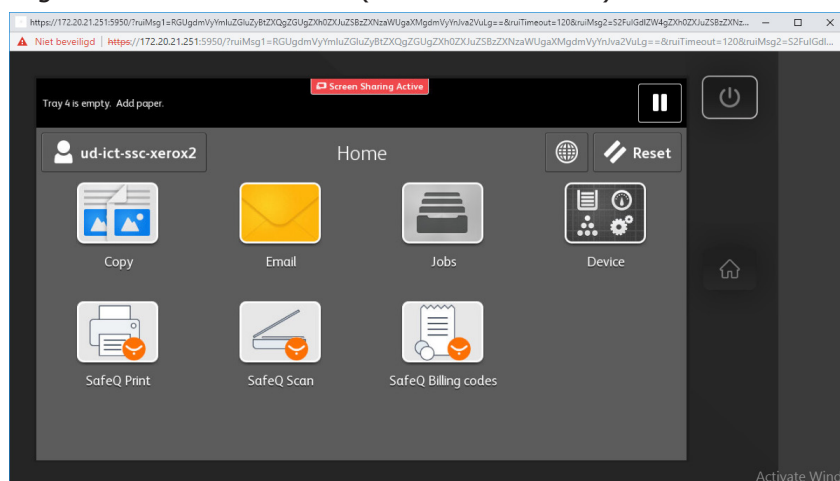 https://172.20.21.251:5950/?ruiMsg1=RGUgdmVyYmluZGluZyBtZXQgZGUgZXh0ZXJuZSBzZXNzaWUgaXMgdmVyYnJva2VuLg==&ruiTimeout=120&ruiMsg2=S2FuIGdlZW4gZXh0ZXJuZSBzZXNz...
Niet beveiligd | https://172.20.21.251:5950/?ruiMsg1=RGUgdmVyYmluZGluZyBtZXQgZGUgZXh0ZXJuZSBzZXNzaWUgaXMgdmVyYnJva2VuLg==&ruiTimeout=120&ruiMsg2=S2FuIGdl...
Screen Sharing Active
Tray 4 is empty. Add paper.
ud-ict-ssc-xerox2
Home
Reset
Copy
Email
Jobs
Device
SafeQ Print
SafeQ Scan
SafeQ Billing codes
Activate Wind